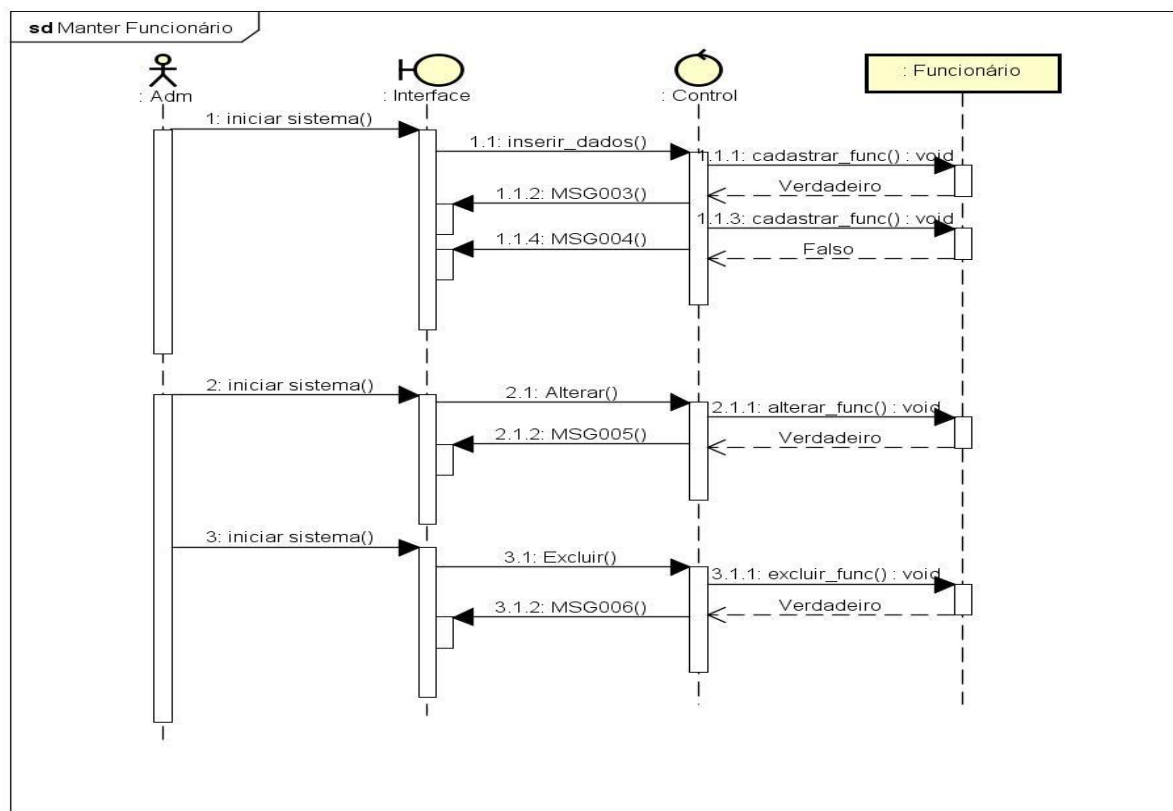 sd Manter Funcionário
: Adm
: Interface
: Control
: Funcionário
1: iniciar sistema()
1.1: inserir_dados()
1.1.1: cadastrar_func() : void
Verdadeiro
1.1.2: MSG003()
1.1.3: cadastrar_func() : void
1.1.4: MSG004()
Falso
2: iniciar sistema()
2.1: Alterar()
2.1.1: alterar_func() : void
2.1.2: MSG005()
Verdadeiro
3: iniciar sistema()
3.1: Excluir()
3.1.1: excluir_func() : void
3.1.2: MSG006()
Verdadeiro